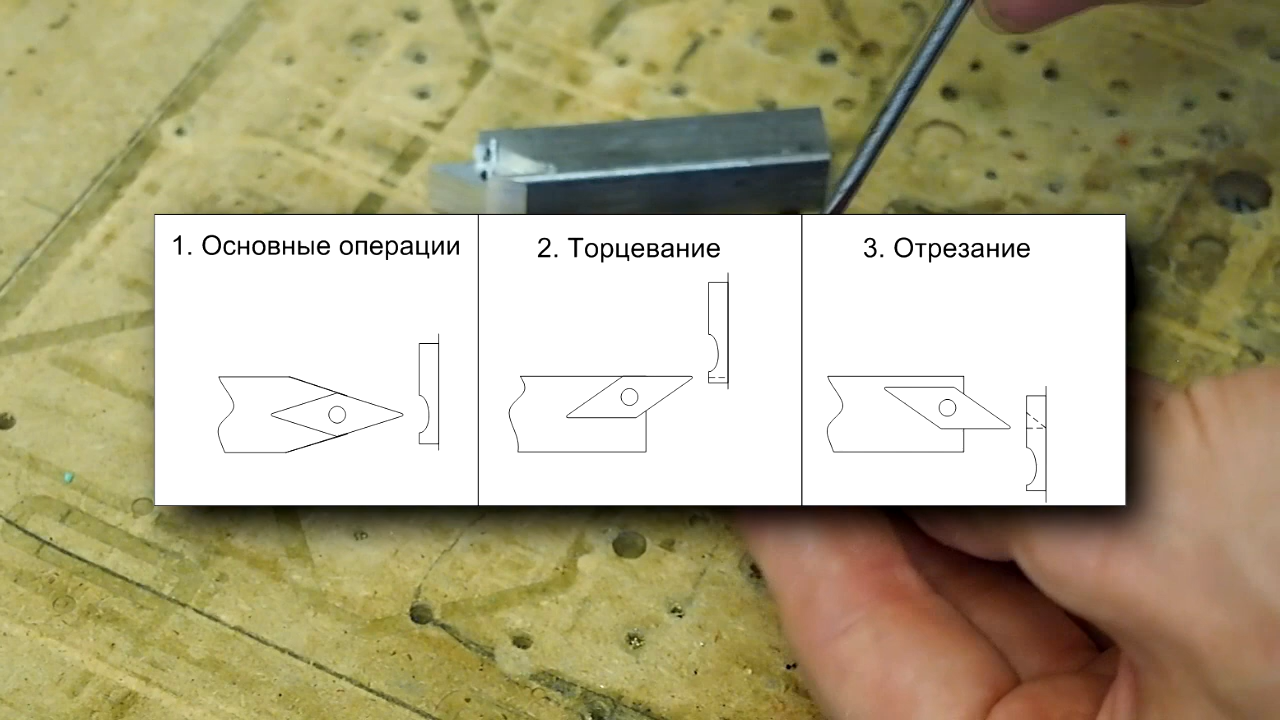 1. Основные операции
2. Торцевание
3. Отрезание